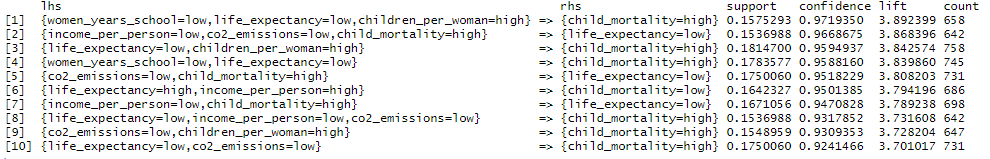 lhs rhs support confidence lift count
[1] {women_years_school=low,life_expectancy=low,children_per_woman=high} => {child_mortality=high} 0.1575293 0.9719350 3.892399 658
[2] {income_per_person=low,co2_emissions=low,child_mortality=high} => {life_expectancy=low} 0.1536988 0.9668675 3.868396 642
[3] {life_expectancy=low,children_per_woman=high} => {child_mortality=high} 0.1814700 0.9594937 3.842574 758
[4] {women_years_school=low,life_expectancy=low} => {child_mortality=high} 0.1783577 0.9588160 3.839860 745
[5] {co2_emissions=low,child_mortality=high} => {life_expectancy=low} 0.1750060 0.9518229 3.808203 731
[6] {life_expectancy=high,income_per_person=high} => {child_mortality=low} 0.1642327 0.9501385 3.794196 686
[7] {income_per_person=low,child_mortality=high} => {life_expectancy=low} 0.1671056 0.9470828 3.789238 698
[8] {life_expectancy=low,income_per_person=low,co2_emissions=low} => {child_mortality=high} 0.1536988 0.9317852 3.731608 642
[9] {co2_emissions=low,children_per_woman=high} => {child_mortality=high} 0.1548959 0.9309353 3.728204 647
[10] {life_expectancy=low,co2_emissions=low} => {child_mortality=high} 0.1750060 0.9241466 3.701017 731